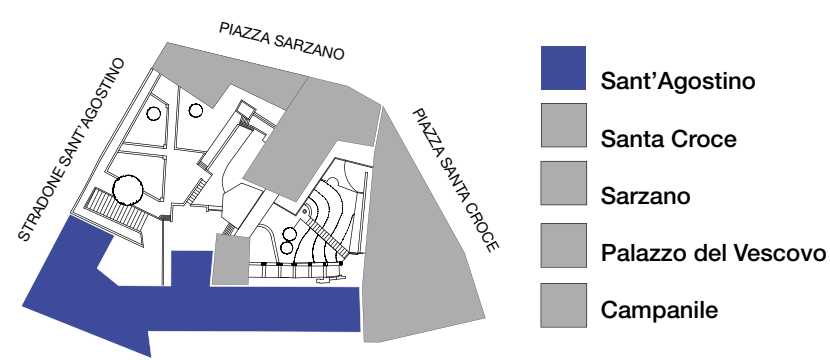 PIAZZA SARZANO
STRADONE SANT'AGOSTINO
PIAZZA SANTA CROCE
Sant'Agostino
Santa Croce
Sarzano
Palazzo del Vescovo
Campanile